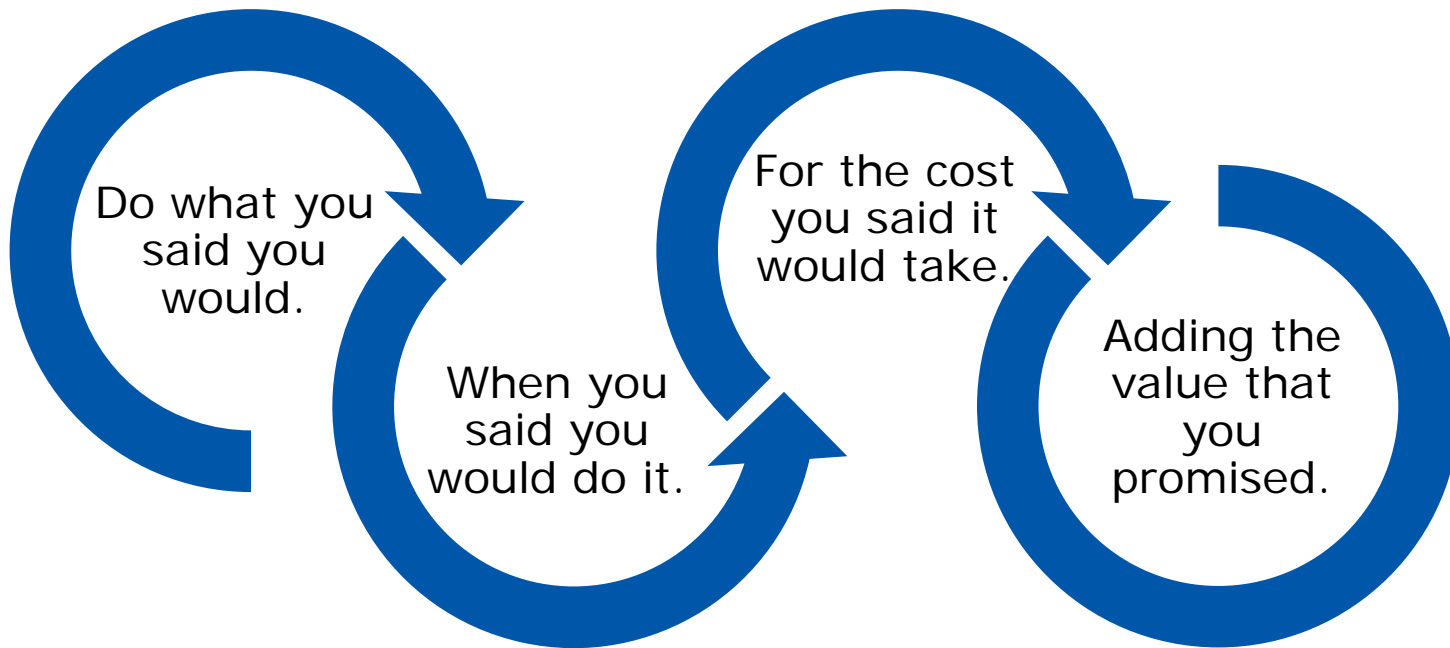 Do what you
said you
would.
When you
said you
would do it.
For the cost
you said it
would take.
Adding the
value that
you
promised.